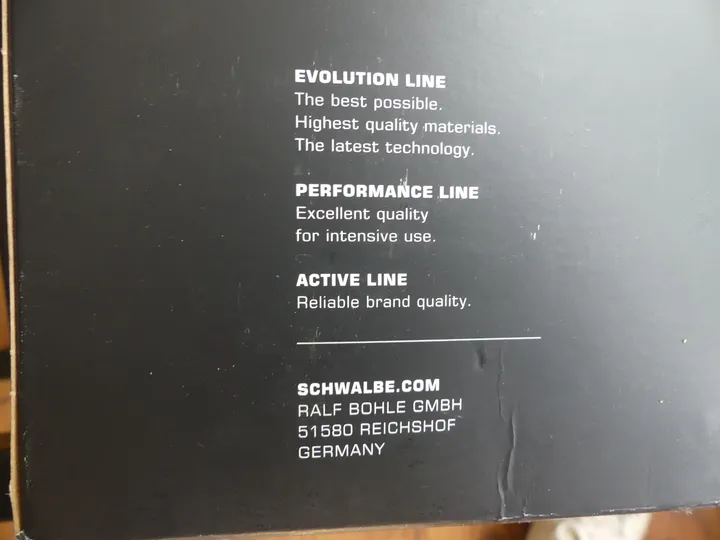 EVOLUTION LINE
The best possible.
Highest quality materials.
The latest technology.
PERFORMANCE LINE
Excellent quality
for intensive use.
ACTIVE LINE
Reliable brand quality.
SCHWALBE.COM
RALF BOHLE GMBH
51580 REICHSHOF
GERMANY